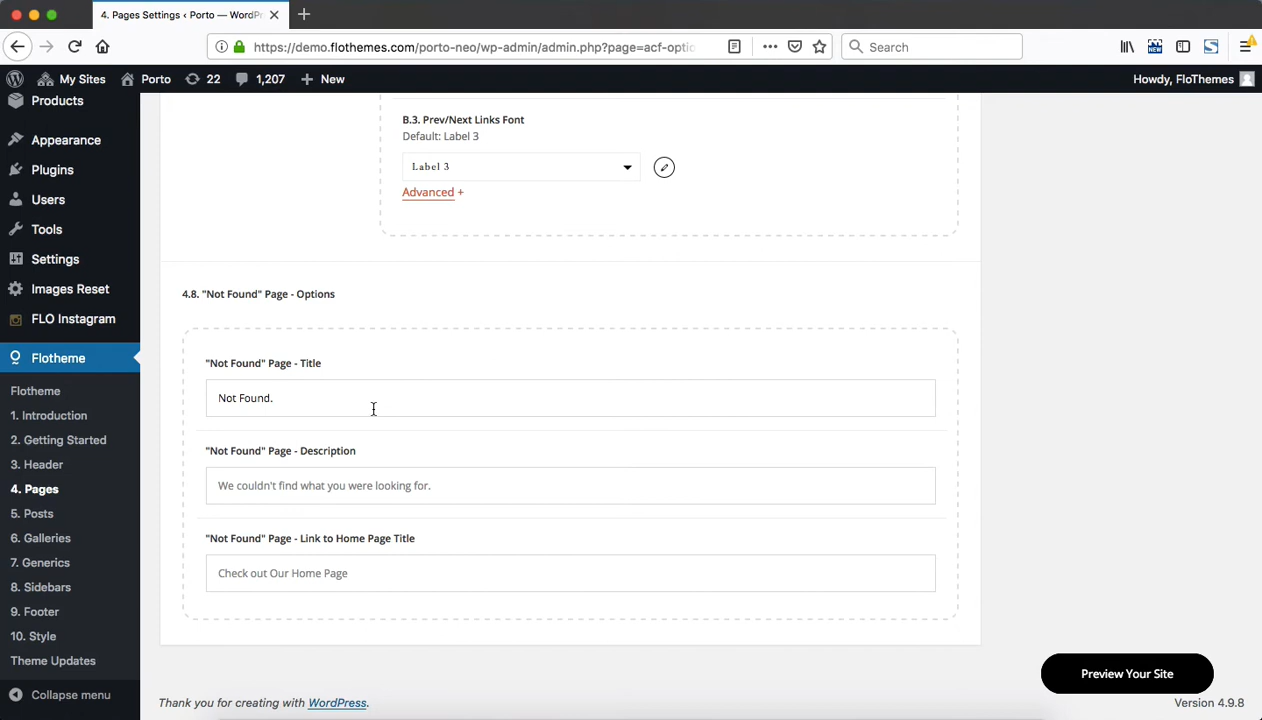 4. Pages Settings ‹ Porto — WordPr
https://demo.flothemes.com/porto-neo/wp-admin/admin.php?page=acf-optio
Search
NEW
My Sites
Porto
22
1,207
New
Howdy, FloThemes
Products
Appearance
Plugins
Users
Tools
Settings
Images Reset
FLO Instagram
Flotheme
Flotheme
1. Introduction
2. Getting Started
3. Header
4. Pages
5. Posts
6. Galleries
7. Generics
8. Sidebars
9. Footer
10. Style
Theme Updates
Collapse menu
B.3. Prev/Next Links Font
Default: Label 3
Label 3
Advanced +
4.8. "Not Found" Page - Options
"Not Found" Page - Title
Not Found.
"Not Found" Page - Description
We couldn't find what you were looking for.
"Not Found" Page - Link to Home Page Title
Check out Our Home Page
Preview Your Site
Thank you for creating with WordPress.
Version 4.9.8